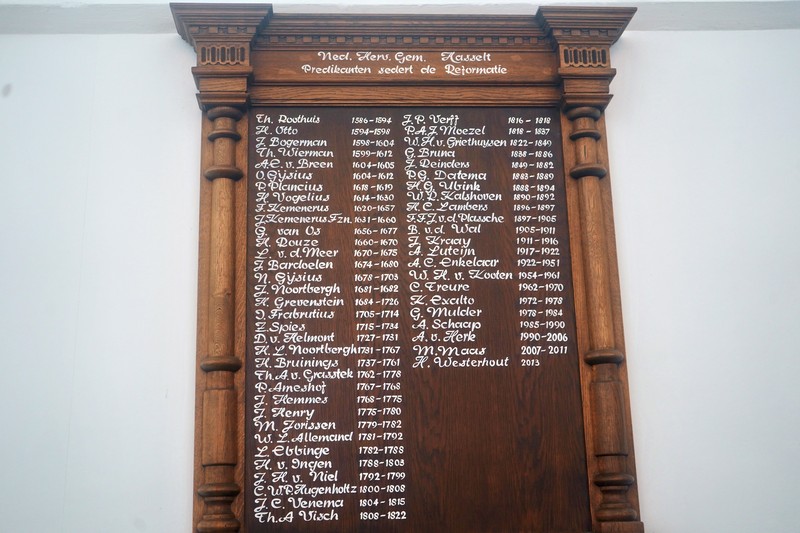 Ned. Herv. Gem. Hasselt
Predikanten sedert de Reformatie
Th. Roothuts 1586-1594
H. Otto 1594-1598
J. Bogerman 1598-1604
Th. Wierman 1599-1612
A.C. v. Breen 1604-1605
O. Gÿsius 1604-1612
P. Plancius 1618-1619
H. Vogelius 1614-1630
F. Kemenerus 1620-1657
J. Kemenerus Fzn. 1631-1660
G. van Os 1656-1677
H. Douze 1660-1670
L. v. d. Meer 1670-1675
J. Bardoelen 1674-1680
N. Gÿsius 1678-1703
J. Noortbergh 1681-1682
H. Grevenstein 1684-1726
D. Frabrutius 1705-1714
E. Spies 1715-1734
D. v. Helmont 1727-1731
H. L. Noortbergh 1731-1767
H. Bruinings 1737-1761
Th. A. v. Grasstek 1762-1778
P. Ameshof 1767-1768
J. Hemmes 1768-1775
J. Henry 1775-1780
M. Jorissen 1779-1782
W. L. Allemand 1781-1792
L. Ebbinge 1782-1788
H. v. Ingen 1788-1803
J. H. v. Niel 1792-1799
C. W. P. Hugenholtz 1800-1808
J. C. Venema 1804-1815
Th. A Visch 1808-1822
J. P. Verff 1816-1818
P.A.J. Moezel 1818-1837
W. H. v. Griethuysen 1822-1849
G. Bruna 1838-1886
J. Deinders 1849-1882
P.G. Datema 1883-1889
H. G. Ubink 1888-1894
W. P. Kalshoven 1890-1892
H. C. Lambers 1896-1897
F.F.J. v.d. Plassche 1897-1905
B. v.d. Wal 1905-1911
J. Kraay 1911-1916
A. Luteijn 1917-1922
A. C. Enkelaar 1922-1951
W. H. v. Kooten 1954-1961
C. Treure 1962-1970
K. Exalto 1972-1978
G. Mulder 1978-1984
A. Schaap 1985-1990
A. v. Herk 1990-2006
M. Maas 2007-2011
H. Westerhout 2013